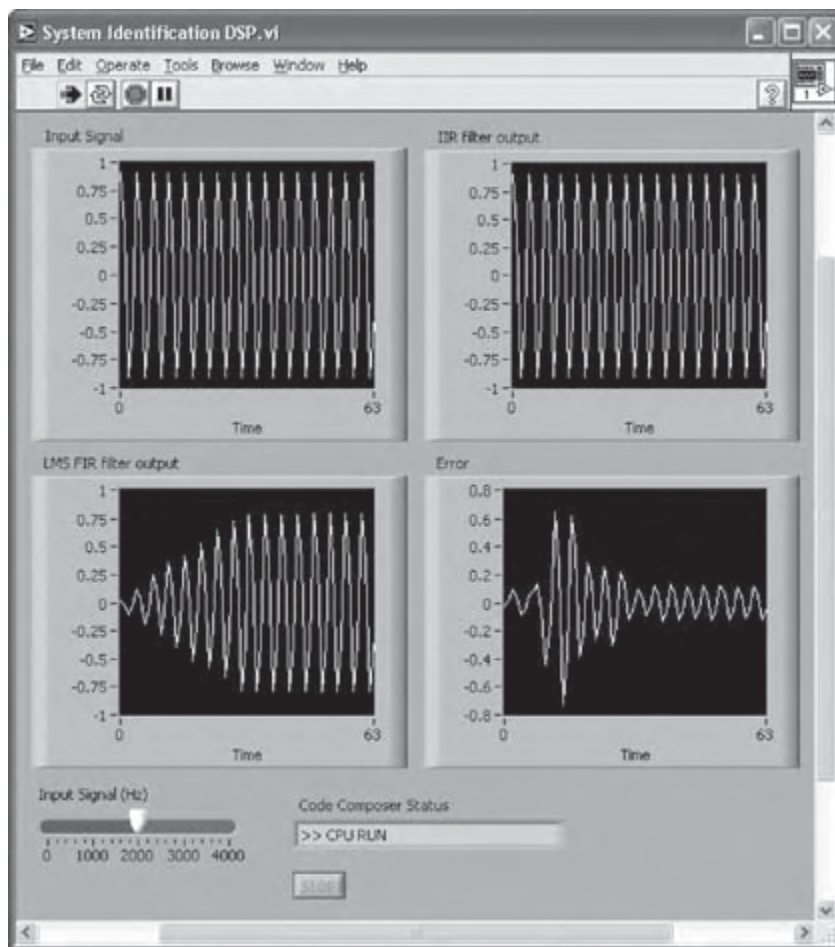 System Identification DSP.vi
File Edit Operate Tools Browse Window Help
1
Input Signal
1
0.75
0.5
0.25
0
-0.25
-0.5
-0.75
-1
0 63
Time
IIR filter output
1
0.75
0.5
0.25
0
-0.25
-0.5
-0.75
-1
0 63
Time
LMS FIR filter output
1
0.75
0.5
0.25
0
-0.25
-0.5
-0.75
-1
0 63
Time
Error
0.8
0.6
0.4
0.2
0
-0.2
-0.4
-0.6
-0.8
0 63
Time
Input Signal (Hz)
0 1000 2000 3000 4000
Code Composer Status
>> CPU RUN
STOP